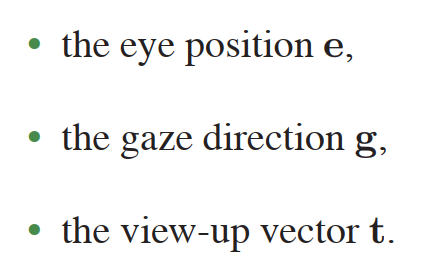 • the eye position e,
• the gaze direction g,
• the view-up vector t.